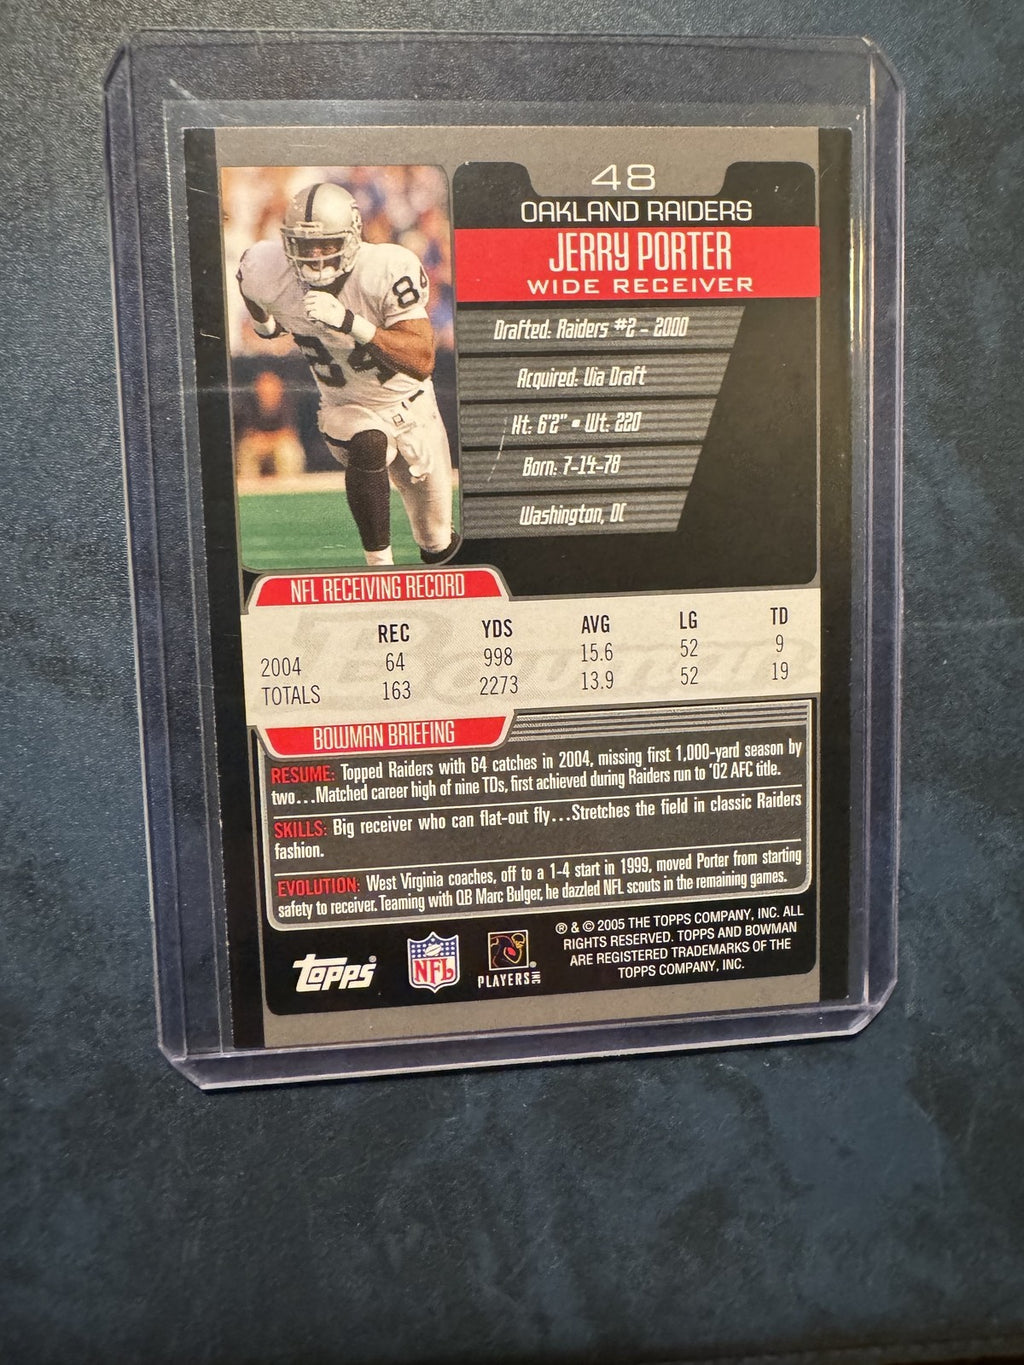 48
OAKLAND RAIDERS
JERRY PORTER
WIDE RECEIVER
Drafted: Raiders #2 - 2000
Acquired: Via Draft
Ht: 6'2" • Wt: 220
Born: 7-14-78
Washington, DC
84
84
NFL RECEIVING RECORD
REC YDS AVG LG TD
2004 64 998 15.6 52 9
TOTALS 163 2273 13.9 52 19
Bowman
BOWMAN BRIEFING
RESUME: Topped Raiders with 64 catches in 2004, missing first 1,000-yard season by
two...Matched career high of nine TDs, first achieved during Raiders run to '02 AFC title.
SKILLS: Big receiver who can flat-out fly...Stretches the field in classic Raiders
fashion.
EVOLUTION: West Virginia coaches, off to a 1-4 start in 1999, moved Porter from starting
safety to receiver. Teaming with QB Marc Bulger, he dazzled NFL scouts in the remaining games.
topps®
NFL
PLAYERS INC
® & © 2005 THE TOPPS COMPANY, INC. ALL
RIGHTS RESERVED. TOPPS AND BOWMAN
ARE REGISTERED TRADEMARKS OF THE
TOPPS COMPANY, INC.